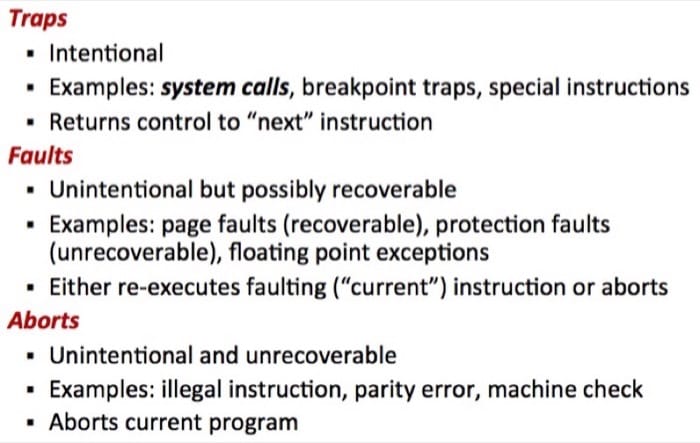 Traps
▪ Intentional
▪ Examples: system calls, breakpoint traps, special instructions
▪ Returns control to “next” instruction
Faults
▪ Unintentional but possibly recoverable
▪ Examples: page faults (recoverable), protection faults
(unrecoverable), floating point exceptions
▪ Either re-executes faulting (“current”) instruction or aborts
Aborts
▪ Unintentional and unrecoverable
▪ Examples: illegal instruction, parity error, machine check
▪ Aborts current program